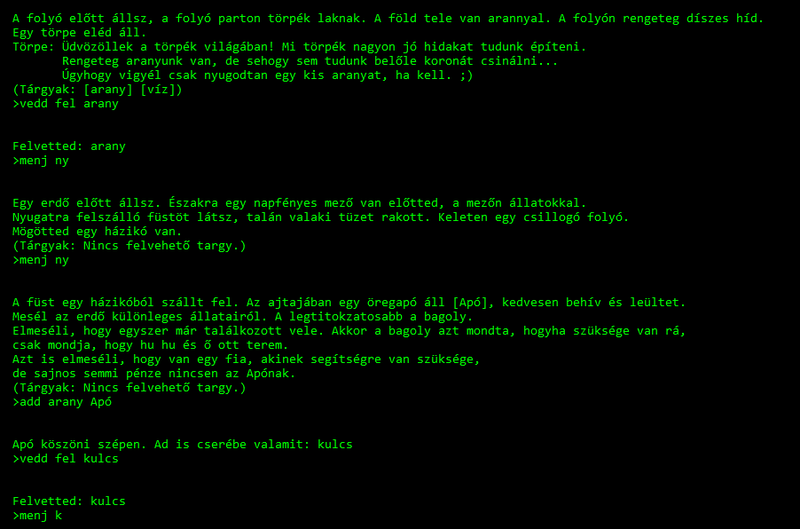 A folyó előtt állsz, a folyó parton törpék laknak. A föld tele van arannyal. A folyón rengeteg díszes híd.
Egy törpe eléd áll.
Törpe: Üdvözöllek a törpék világában! Mi törpék nagyon jó hidakat tudunk építeni.
Rengeteg aranyunk van, de sehogy sem tudunk belőle koronát csinálni...
Úgyhogy vigyél csak nyugodtan egy kis aranyat, ha kell. ;)
(Tárgyak: [arany] [víz])
>vedd fel arany
Felvetted: arany
>menj ny
Egy erdő előtt állsz. Északra egy napfényes mező van előtted, a mezőn állatokkal.
Nyugatra felszálló füstöt látsz, talán valaki tüzet rakott. Keleten egy csillogó folyó.
Mögötted egy házikó van.
(Tárgyak: Nincs felvehető targy.)
>menj ny
A füst egy házikóból szállt fel. Az ajtajában egy öregapó áll [Apó], kedvesen behív és leültet.
Mesél az erdő különleges állatairól. A legtitokzatosabb a bagoly.
Elmeséli, hogy egyszer már találkozott vele. Akkor a bagoly azt mondta, hogyha szüksége van rá,
csak mondja, hogy hu hu és ő ott terem.
Azt is elmeséli, hogy van egy fia, akinek segítségre van szüksége,
de sajnos semmi pénze nincsen az Apónak.
(Tárgyak: Nincs felvehető targy.)
>add arany Apó
Apó köszöni szépen. Ad is cserébe valamit: kulcs
>vedd fel kulcs
Felvetted: kulcs
>menj k